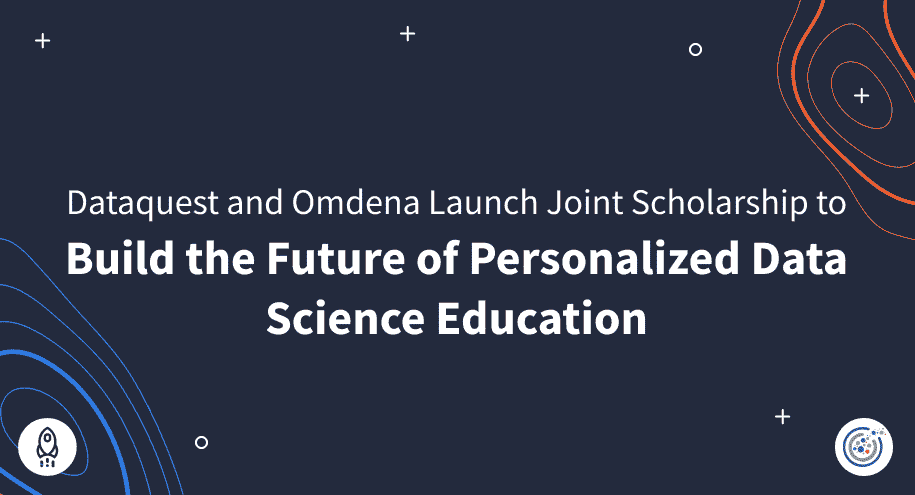 Dataquest and Omdena Launch Joint Scholarship to
Build the Future of Personalized Data
Science Education